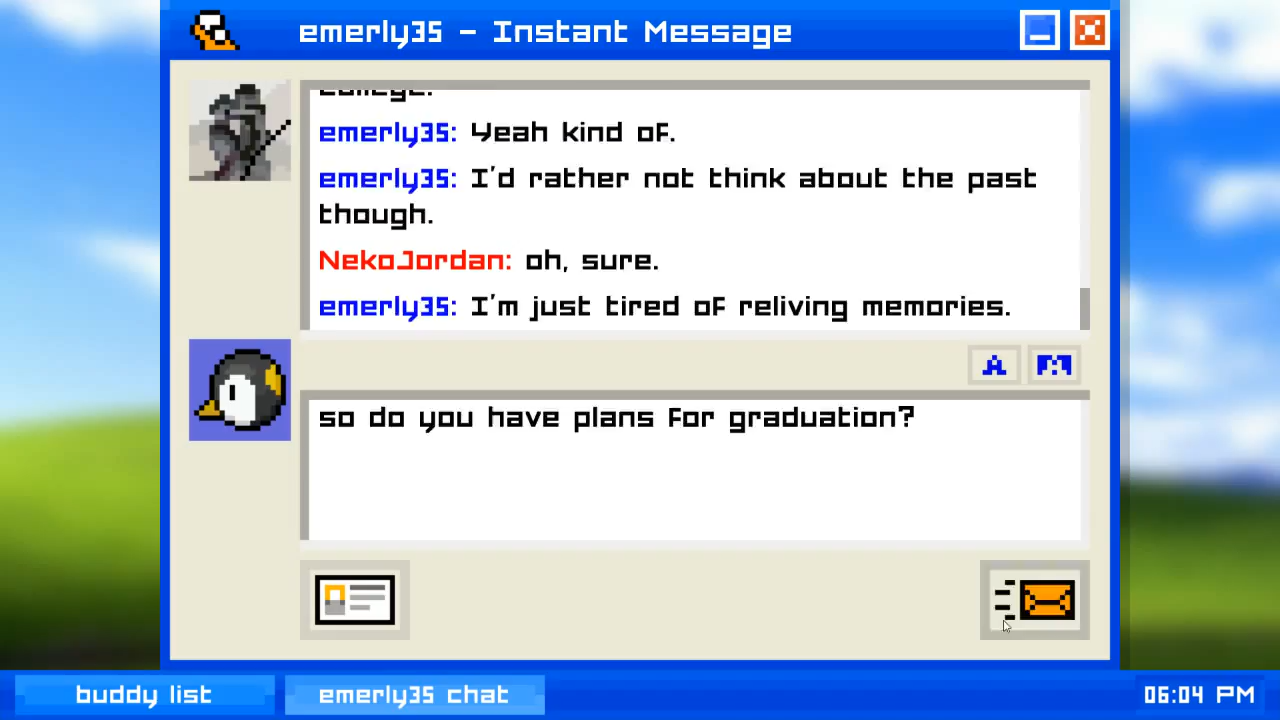 emerly35 - Instant Message
college.
emerly35: Yeah kind of.
emerly35: I'd rather not think about the past
though.
NekoJordan: oh, sure.
emerly35: I'm just tired of reliving memories.
A
so do you have plans for graduation?
buddy list
emerly35 chat
06:04 PM